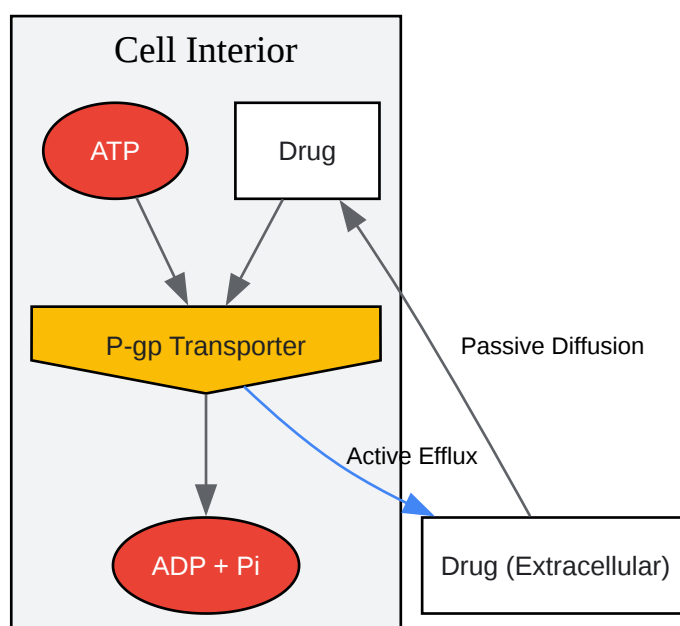 Cell Interior
ATP
Drug
P-gp Transporter
Passive Diffusion
Active Efflux
ADP + Pi
Drug (Extracellular)